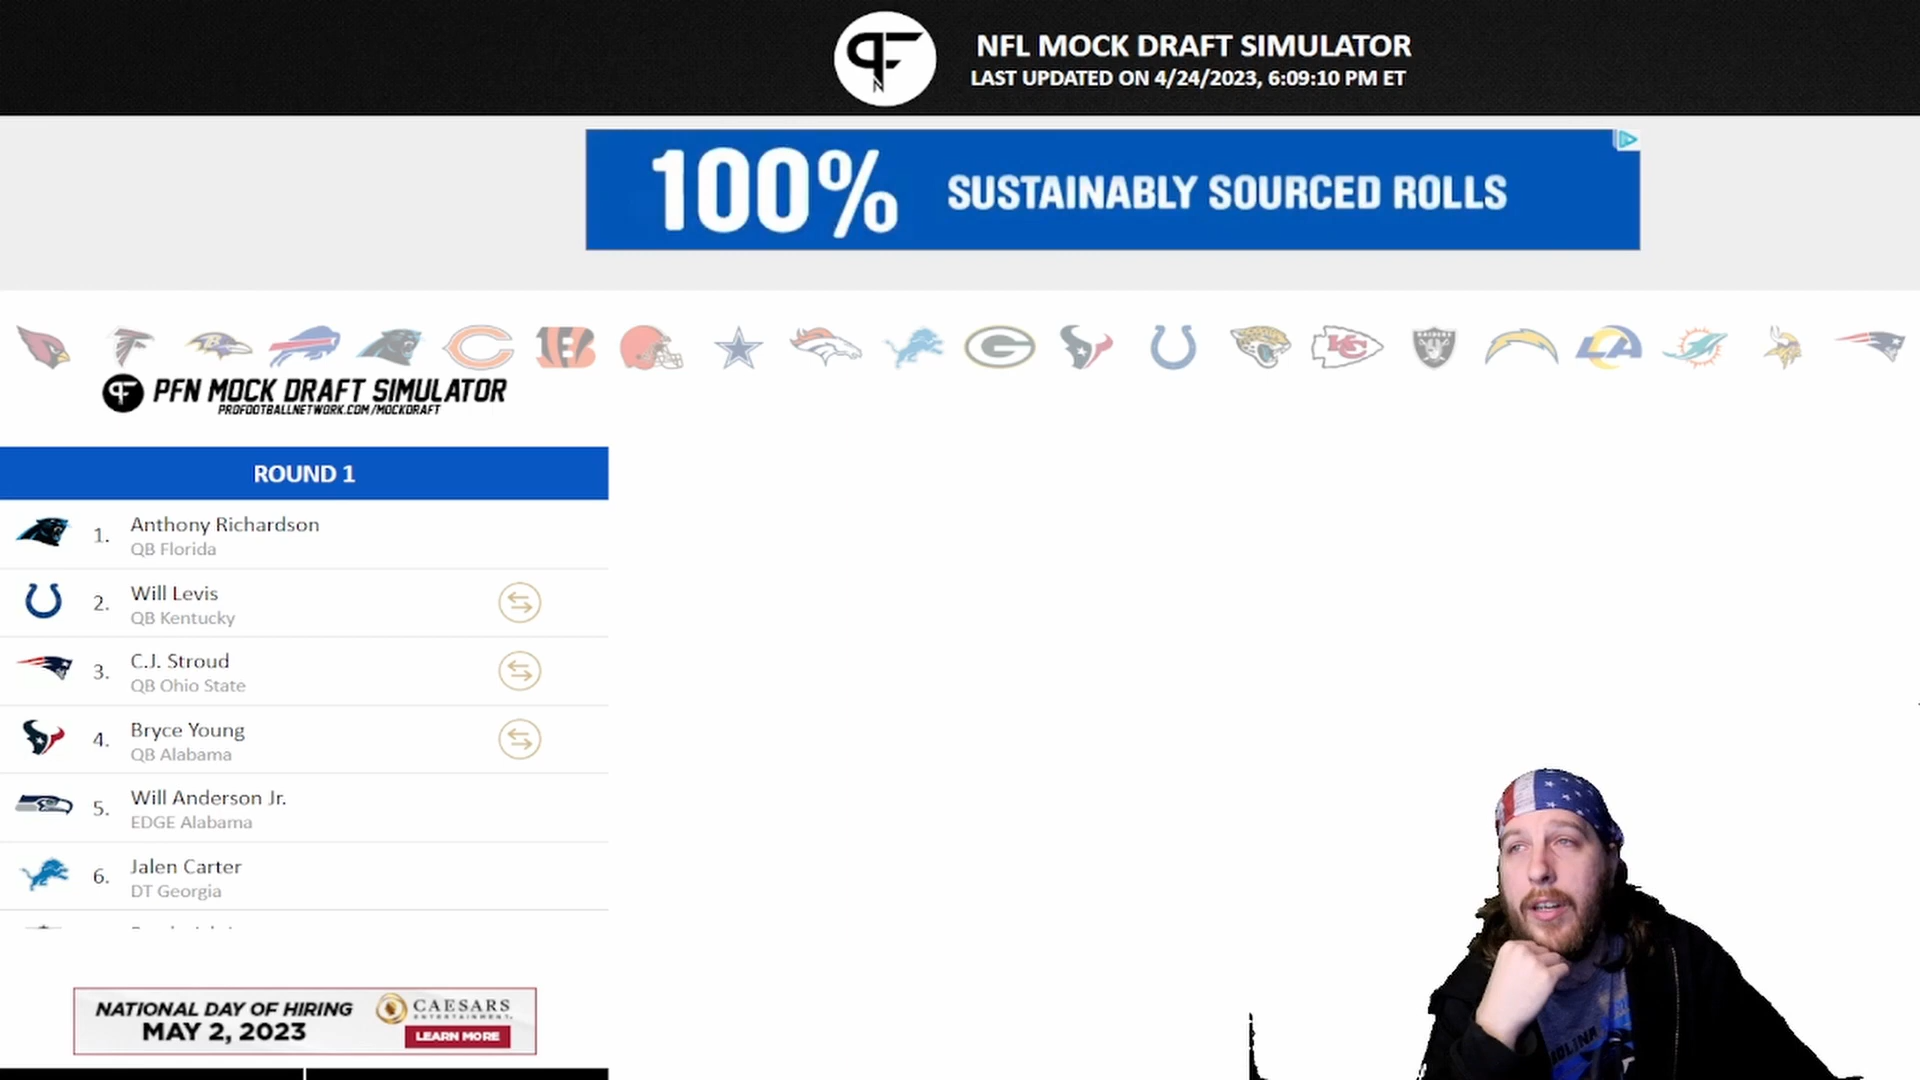 NFL MOCK DRAFT SIMULATOR
LAST UPDATED ON 4/24/2023, 6:09:10 PM ET
100% SUSTAINABLY SOURCED ROLLS
PFN MOCK DRAFT SIMULATOR
PROFOOTBALLNETWORK.COM/MOCKDRAFT
ROUND 1
1. Anthony Richardson
QB Florida
2. Will Levis
QB Kentucky
3. C.J. Stroud
QB Ohio State
4. Bryce Young
QB Alabama
5. Will Anderson Jr.
EDGE Alabama
6. Jalen Carter
DT Georgia
NATIONAL DAY OF HIRING
MAY 2, 2023
CAESARS
ENTERTAINMENT
LEARN MORE